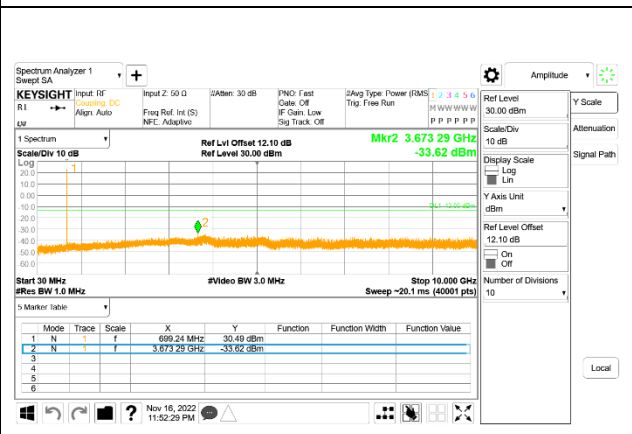 Spectrum Analyzer 1
Swept SA
+
KEYSIGHT Input: RF Input Z: 50 Ω #Atten: 30 dB PNO: Fast #Avg Type: Power (RMS 1 2 3 4 5 6
RL Coupling: DC Gate: Off Trig: Free Run M W W W W W
Align: Auto Freq Ref: Int (S) IF Gain: Low
NFE: Adaptive Sig Track: Off P P P P P P
1 Spectrum
Scale/Div 10 dB
Ref Lvl Offset 12.10 dB
Ref Level 30.00 dBm
Mkr2 3.673 29 GHz
-33.62 dBm
Log
20.0
10.0
0.00
-10.0
-20.0
-30.0
-40.0
-50.0
-60.0
1
2
DL1 -13.00 dBm
Start 30 MHz #Video BW 3.0 MHz Stop 10.000 GHz
#Res BW 1.0 MHz Sweep ~20.1 ms (40001 pts)
5 Marker Table
Mode Trace Scale X Y Function Function Width Function Value
1 N 1 f 699.24 MHz 30.49 dBm
2 N 1 f 3.673 29 GHz -33.62 dBm
3
4
5
6
?
Nov 16, 2022
11:52:29 PM
Amplitude
Ref Level
30.00 dBm
Scale/Div
10 dB
Display Scale
Log
Lin
Y Axis Unit
dBm
Ref Level Offset
12.10 dB
On
Off
Number of Divisions
10
Y Scale
Attenuation
Signal Path
Local